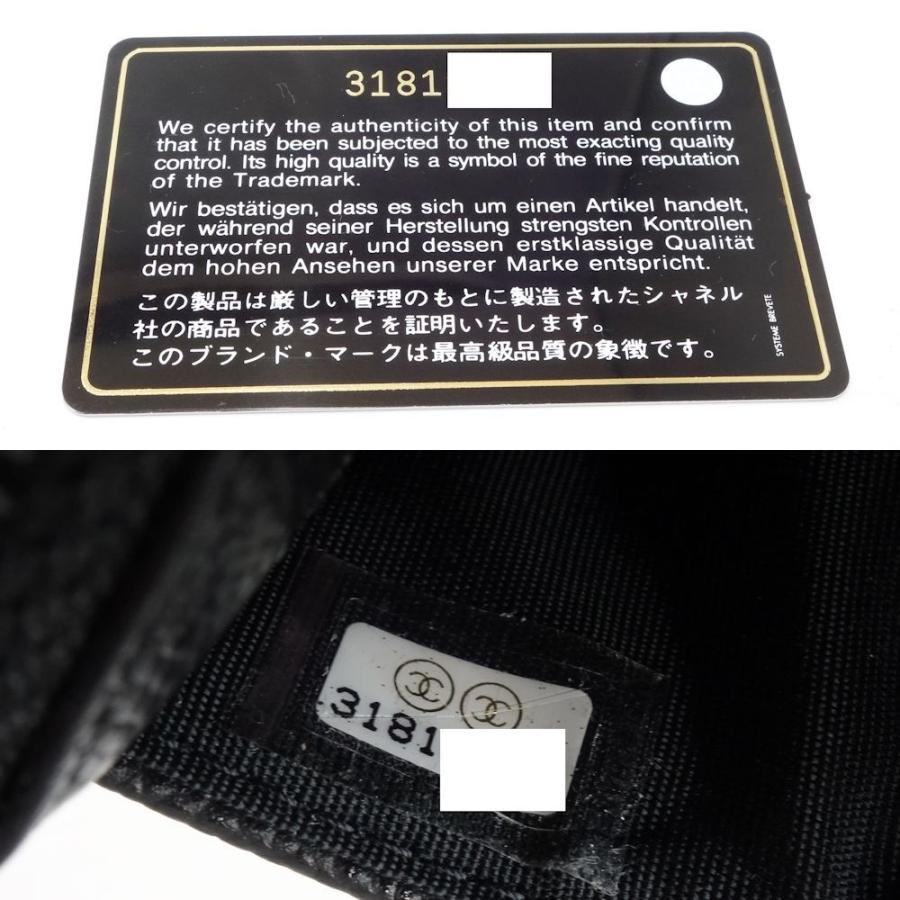 3181
We certify the authenticity of this item and confirm
that it has been subjected to the most exacting quality
control. Its high quality is a symbol of the fine reputation
of the Trademark.
Wir bestätigen, dass es sich um einen Artikel handelt,
der während seiner Herstellung strengsten Kontrollen
unterworfen war, und dessen erstklassige Qualität
dem hohen Ansehen unserer Marke entspricht.
この製品は厳しい管理のもとに製造されたシャネル
社の商品であることを証明いたします。
このブランド・マークは最高級品質の象徴です。
SYSTEME BREVETE
3181